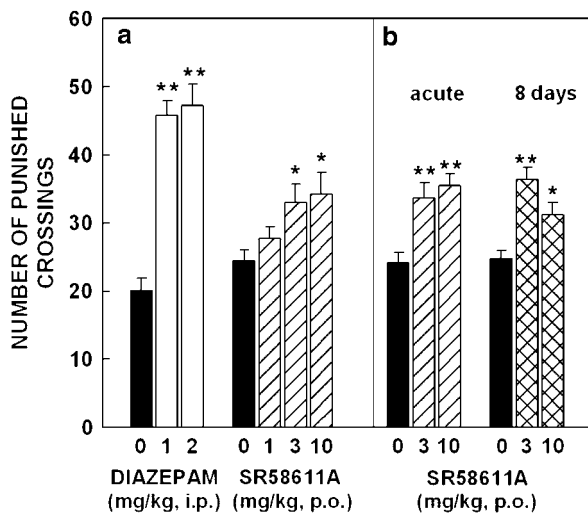 60
50
40
30
20
10
0
NUMBER OF PUNISHED
CROSSINGS
a
b
acute
8 days
** **
* *
** **
** *
0 1 2
0 1 3 10
0 3 10
0 3 10
DIAZEPAM
(mg/kg, i.p.)
SR58611A
(mg/kg, p.o.)
SR58611A
(mg/kg, p.o.)